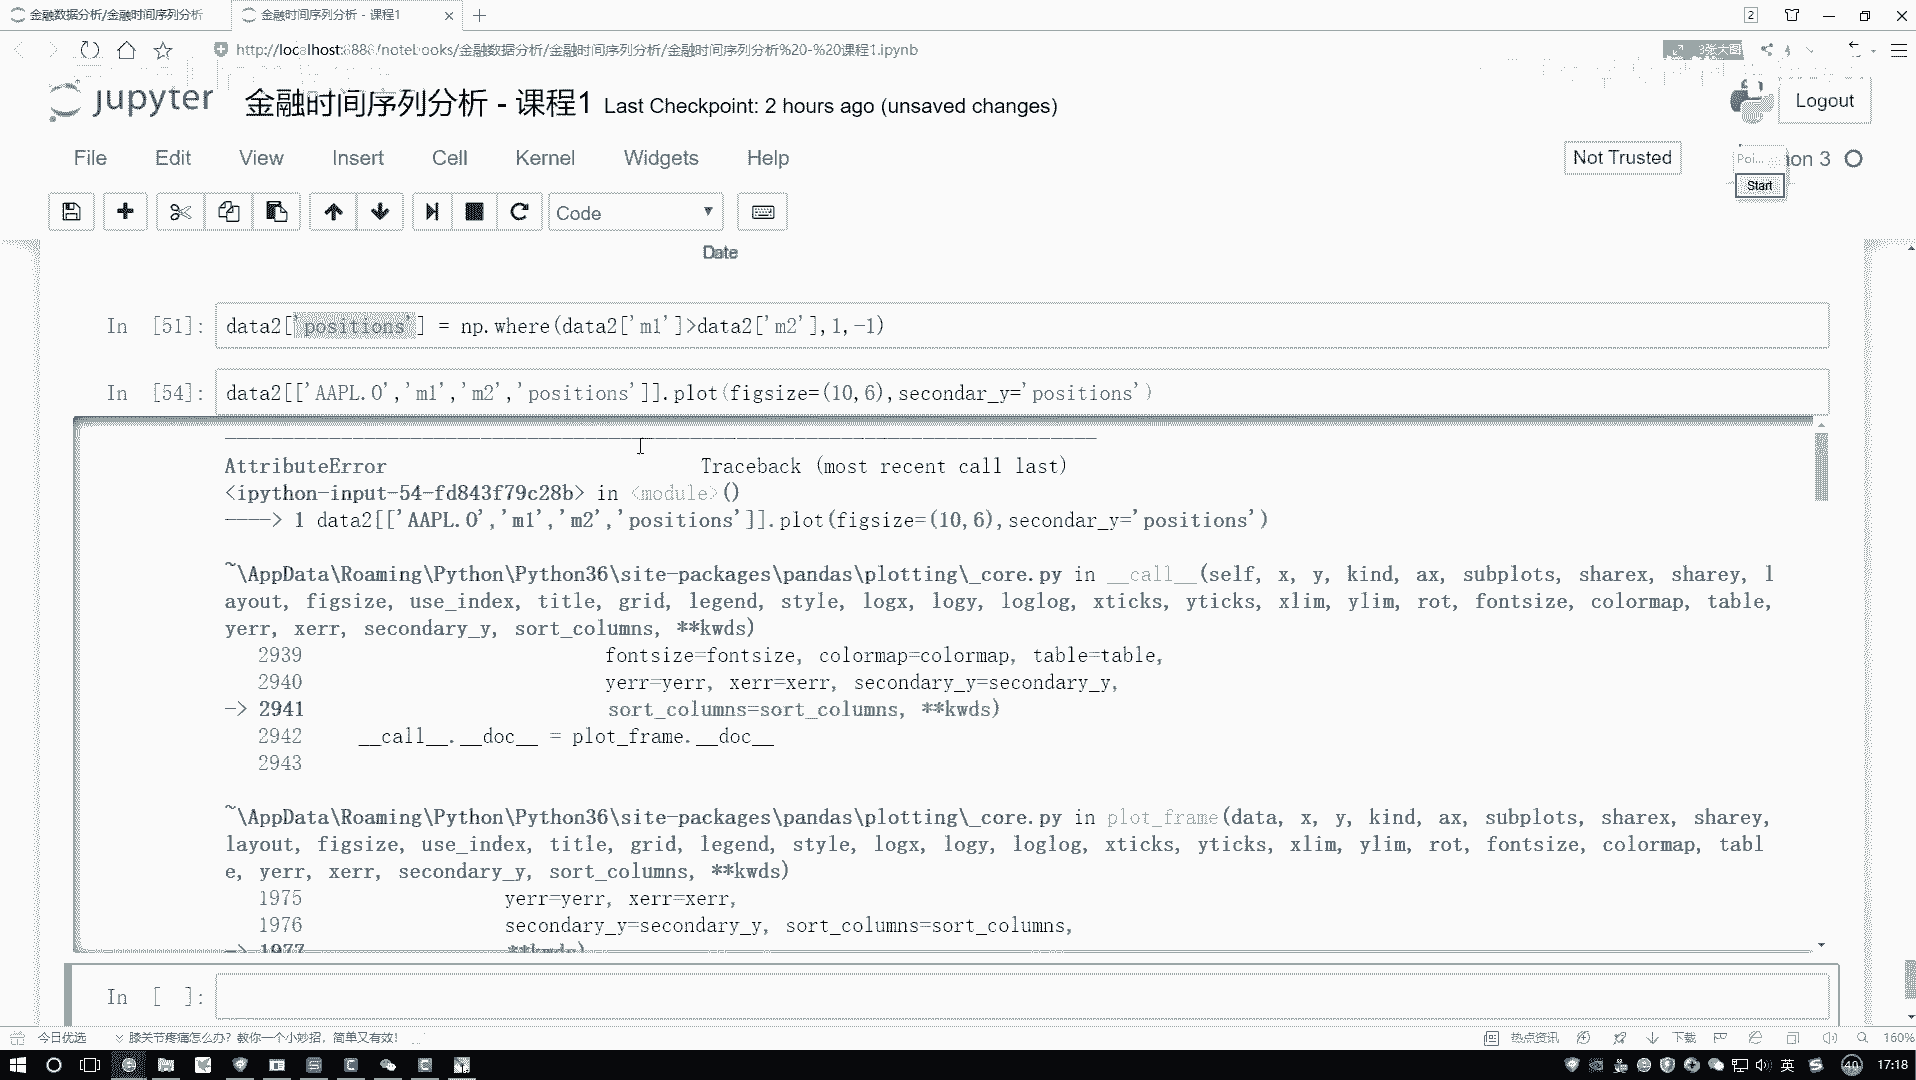 金融数据分析/金融时间序列分析
金融时间序列分析 - 课程1
2
http://localhost:8888/notebooks/金融数据分析/金融时间序列分析/金融时间序列分析%20-%20课程1.ipynb
3张大图
jupyter
金融时间序列分析 - 课程1 Last Checkpoint: 2 hours ago (unsaved changes)
Logout
File Edit View Insert Cell Kernel Widgets Help
Not Trusted
Poi...
on 3
Start
Code
Date
In [51]: data2['positions'] = np.where(data2['m1']>data2['m2'],1,-1)
In [54]: data2[['AAPL.O','m1','m2','positions']].plot(figsize=(10,6),secondar_y='positions')
AttributeError Traceback (most recent call last)
<ipython-input-54-fd843f79c28b> in <module>()
----> 1 data2[['AAPL.O','m1','m2','positions']].plot(figsize=(10,6),secondar_y='positions')
~\AppData\Roaming\Python\Python36\site-packages\pandas\plotting\_core.py in __call__(self, x, y, kind, ax, subplots, sharex, sharey, l
ayout, figsize, use_index, title, grid, legend, style, logx, logy, loglog, xticks, yticks, xlim, ylim, rot, fontsize, colormap, table,
yerr, xerr, secondary_y, sort_columns, **kwds)
2939 fontsize=fontsize, colormap=colormap, table=table,
2940 yerr=yerr, xerr=xerr, secondary_y=secondary_y,
-> 2941 sort_columns=sort_columns, **kwds)
2942 __call__.__doc__ = plot_frame.__doc__
2943
~\AppData\Roaming\Python\Python36\site-packages\pandas\plotting\_core.py in plot_frame(data, x, y, kind, ax, subplots, sharex, sharey,
layout, figsize, use_index, title, grid, legend, style, logx, logy, loglog, xticks, yticks, xlim, ylim, rot, fontsize, colormap, tabl
e, yerr, xerr, secondary_y, sort_columns, **kwds)
1975 yerr=yerr, xerr=xerr,
1976 secondary_y=secondary_y, sort_columns=sort_columns,
-> 1977 **kwds)
In [ ]:
今日优选
膝关节疼痛怎么办？教你一个小妙招，简单又有效！
热点资讯
下载
160%
英
40
17:18